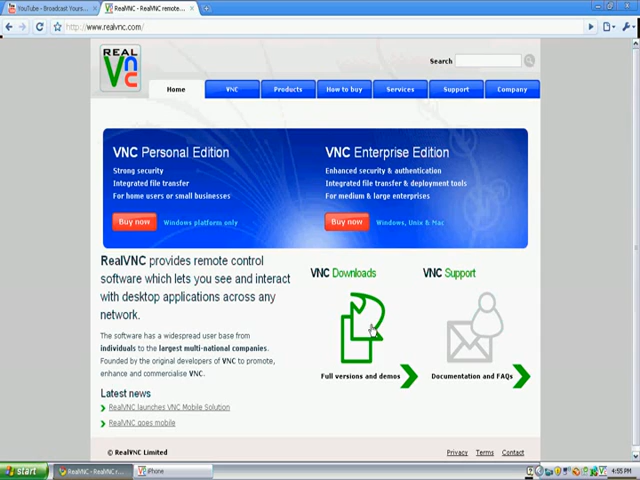 YouTube - Broadcast Yours...
RealVNC - RealVNC remote...
http://www.realvnc.com/
REAL
VNC
Search
Home
VNC
Products
How to buy
Services
Support
Company
VNC Personal Edition
Strong security
Integrated file transfer
For home users or small businesses
Buy now
Windows platform only
VNC Enterprise Edition
Enhanced security & authentication
Integrated file transfer & deployment tools
For medium & large enterprises
Buy now
Windows, Unix & Mac
RealVNC provides remote control
software which lets you see and interact
with desktop applications across any
network.
The software has a widespread user base from
individuals to the largest multi-national companies.
Founded by the original developers of VNC to promote,
enhance and commercialise VNC.
Latest news
RealVNC launches VNC Mobile Solution
RealVNC goes mobile
VNC Downloads
Full versions and demos
VNC Support
Documentation and FAQs
© RealVNC Limited
Privacy
Terms
Contact
start
RealVNC - RealVNC r...
iPhone
4:55 PM